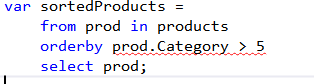 var sortedProducts =
from prod in products
orderby prod.Category > 5
select prod;